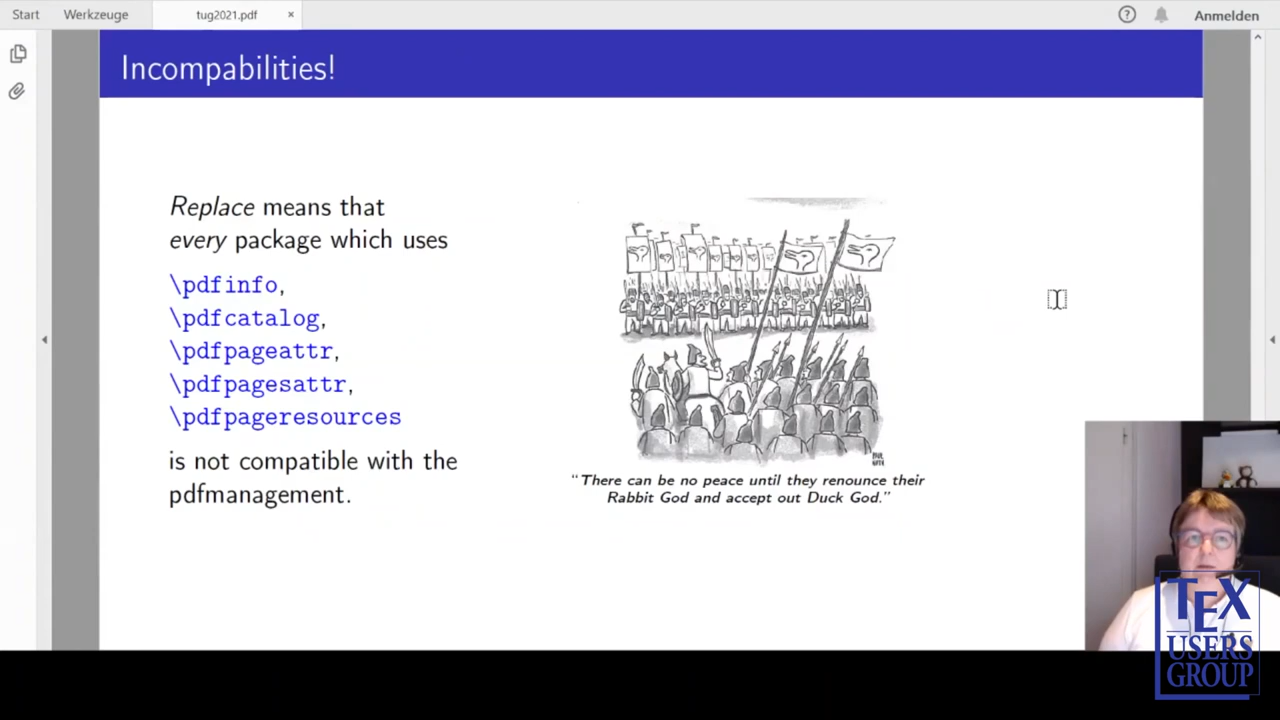 Start Werkzeuge tug2021.pdf × Anmelden
Incompabilities!
Replace means that
every package which uses
\pdfinfo,
\pdfcatalog,
\pdfpageattr,
\pdfpagesattr,
\pdfpageresources
is not compatible with the
pdfmanagement.
"There can be no peace until they renounce their
Rabbit God and accept out Duck God."
TEX
USERS
GROUP